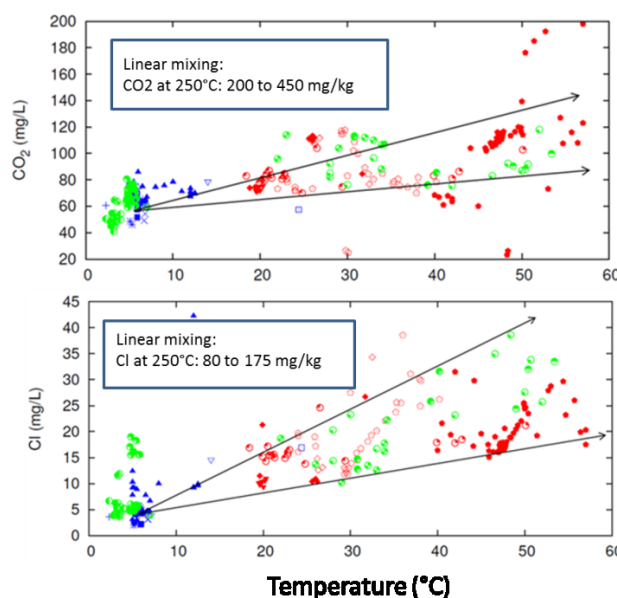 200
180
160
140
120
100
80
60
40
20
CO₂ (mg/L)
Linear mixing:
CO2 at 250°C: 200 to 450 mg/kg
0 10 20 30 40 50 60
45
40
35
30
25
20
15
10
5
0
Cl (mg/L)
Linear mixing:
Cl at 250°C: 80 to 175 mg/kg
0 10 20 30 40 50 60
Temperature (°C)